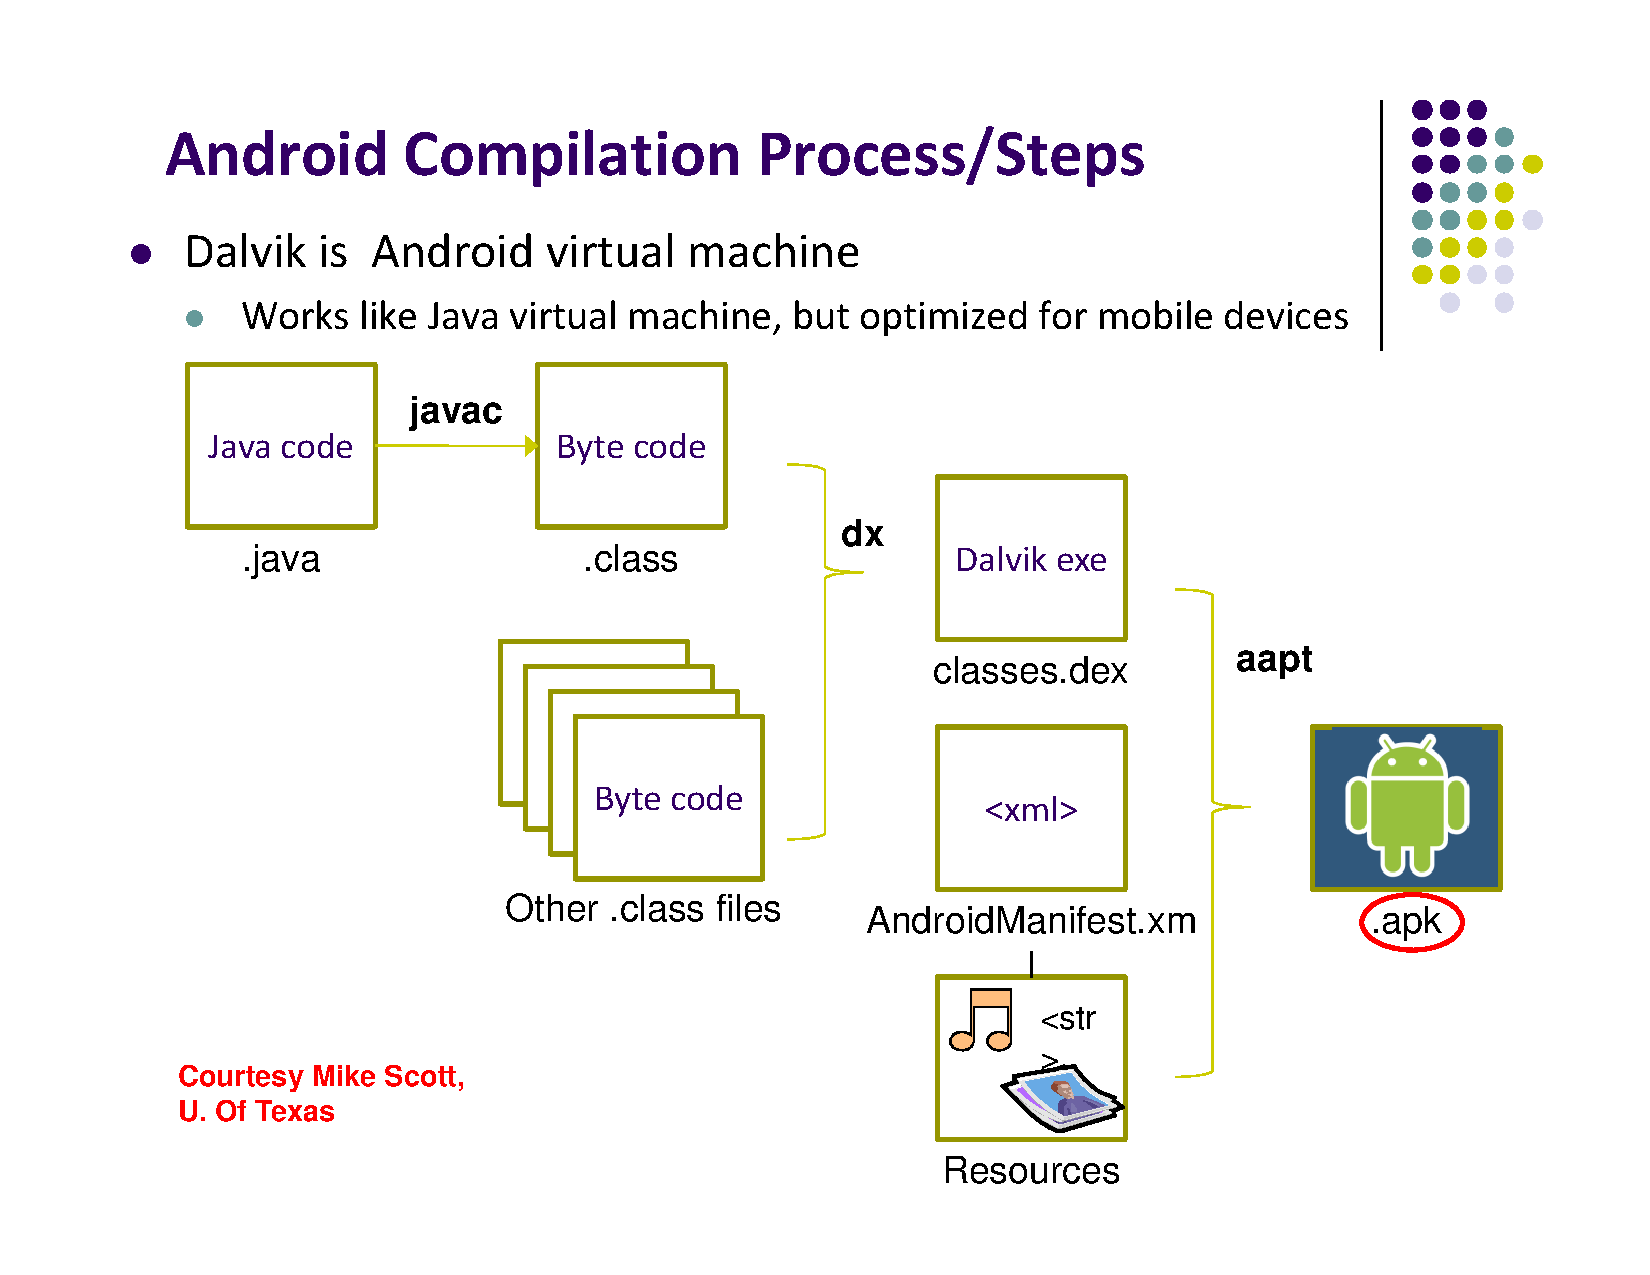 Android Compilation Process/Steps
Dalvik is Android virtual machine
Works like Java virtual machine, but optimized for mobile devices
javac
Java code
Byte code
.java
.class
dx
Dalvik exe
classes.dex
aapt
Byte code
Other .class files
<xml>
AndroidManifest.xm
l
.apk
<str
>
Resources
Courtesy Mike Scott,
U. Of Texas